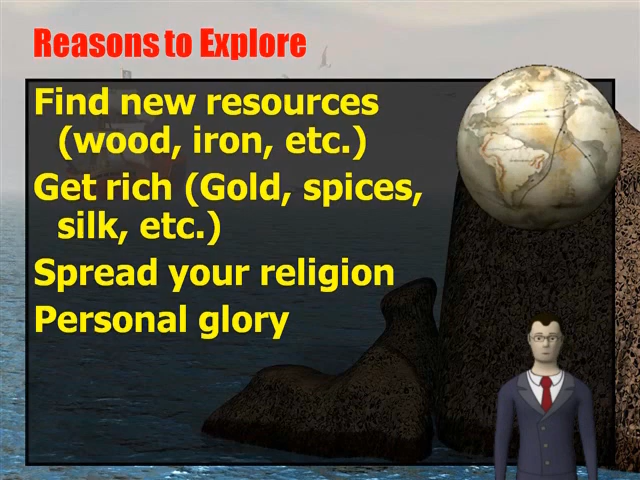 Reasons to Explore
Find new resources
(wood, iron, etc.)
Get rich (Gold, spices,
silk, etc.)
Spread your religion
Personal glory